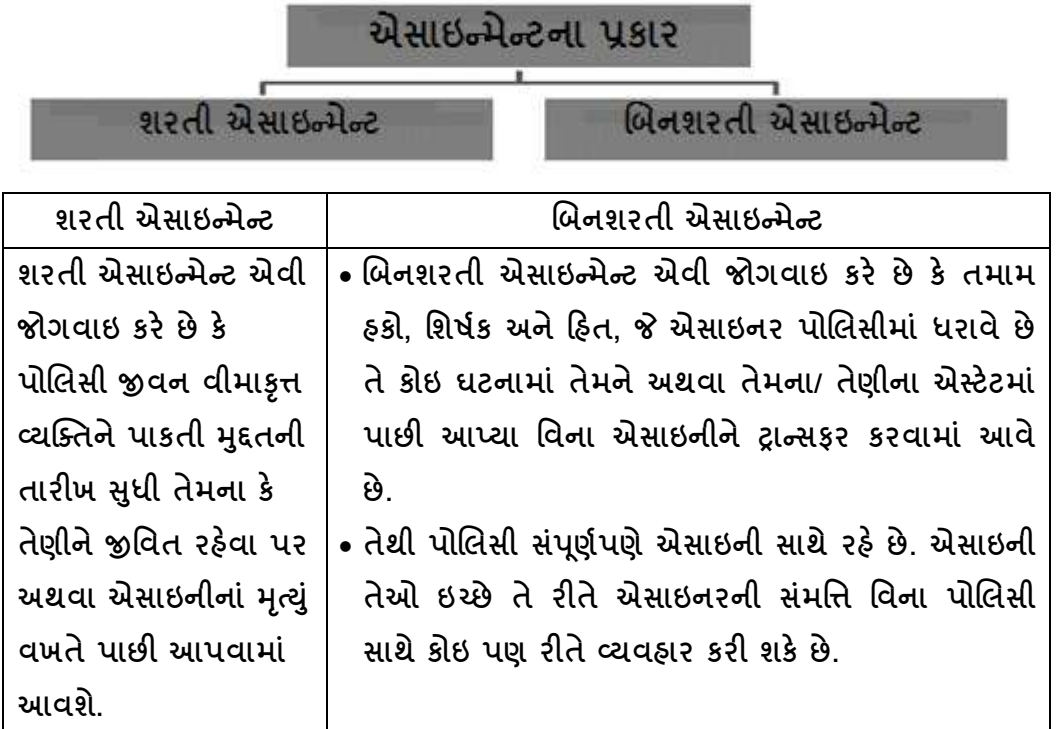 એસાઇન્મેન્ટના પ્રકાર
શરતી એસાઇન્મેન્ટ
બિનશરતી એસાઇન્મેન્ટ
શરતી એસાઇન્મેન્ટ
બિનશરતી એસાઇન્મેન્ટ
શરતી એસાઇન્મેન્ટ એવી
જોગવાઇ કરે છે કે
પોલિસી જીવન વીમાકૃત્ત
વ્યક્તિને પાકતી મુદ્દતની
તારીખ સુધી તેમના કે
તેણીને જીવિત રહેવા પર
અથવા એસાઇનીનાં મૃત્યું
વખતે પાછી આપવામાં
આવશે.
• બિનશરતી એસાઇન્મેન્ટ એવી જોગવાઇ કરે છે કે તમામ
હકો, શિર્ષક અને હિત, જે એસાઇનર પોલિસીમાં ધરાવે છે
તે કોઇ ઘટનામાં તેમને અથવા તેમના/ તેણીના એસ્ટેટમાં
પાછી આપ્યા વિના એસાઇનીને ટ્રાન્સફર કરવામાં આવે
છે.
• તેથી પોલિસી સંપૂર્ણપણે એસાઇની સાથે રહે છે. એસાઇની
તેઓ ઇચ્છે તે રીતે એસાઇનરની સંમત્તિ વિના પોલિસી
સાથે કોઇ પણ રીતે વ્યવહાર કરી શકે છે.